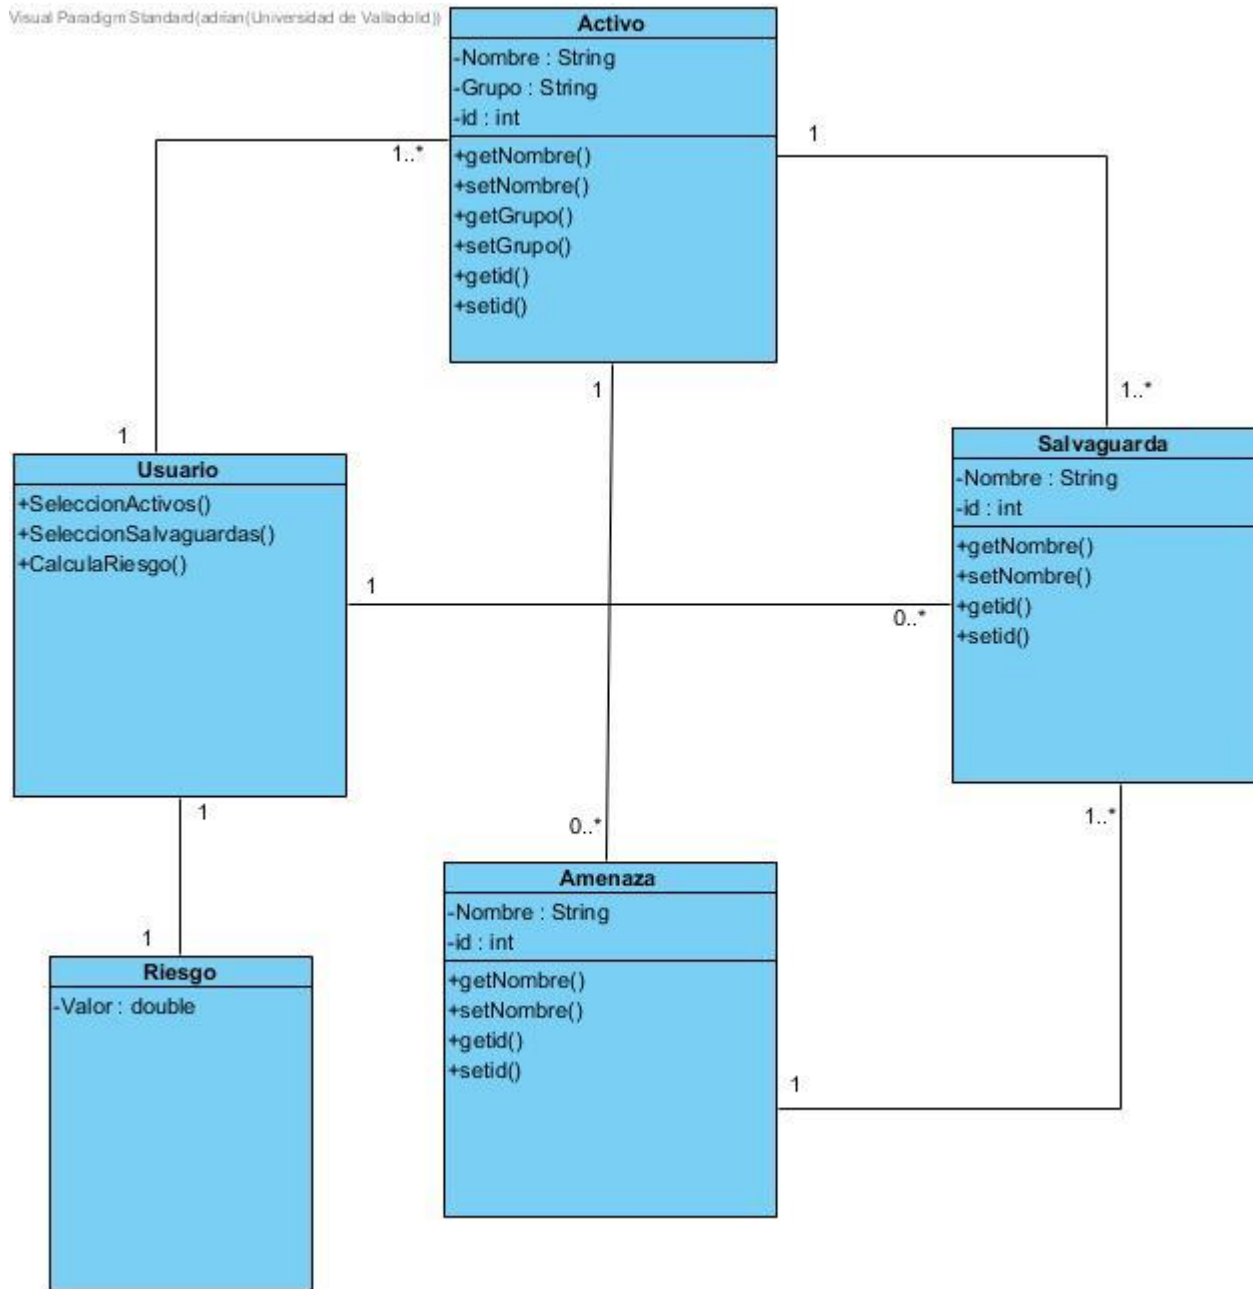 Visual Paradigm Standard(adrian(Universidad de Valladolid))
Activo
-Nombre : String
-Grupo : String
-id : int
+getNombre()
+setNombre()
+getGrupo()
+setGrupo()
+getid()
+setid()
1..*
1
1
1
1..*
Usuario
+SeleccionActivos()
+SeleccionSalvaguardas()
+CalculaRiesgo()
1
0..*
Salvaguarda
-Nombre : String
-id : int
+getNombre()
+setNombre()
+getid()
+setid()
1
0..*
1..*
Amenaza
-Nombre : String
-id : int
+getNombre()
+setNombre()
+getid()
+setid()
1
1
Riesgo
-Valor : double